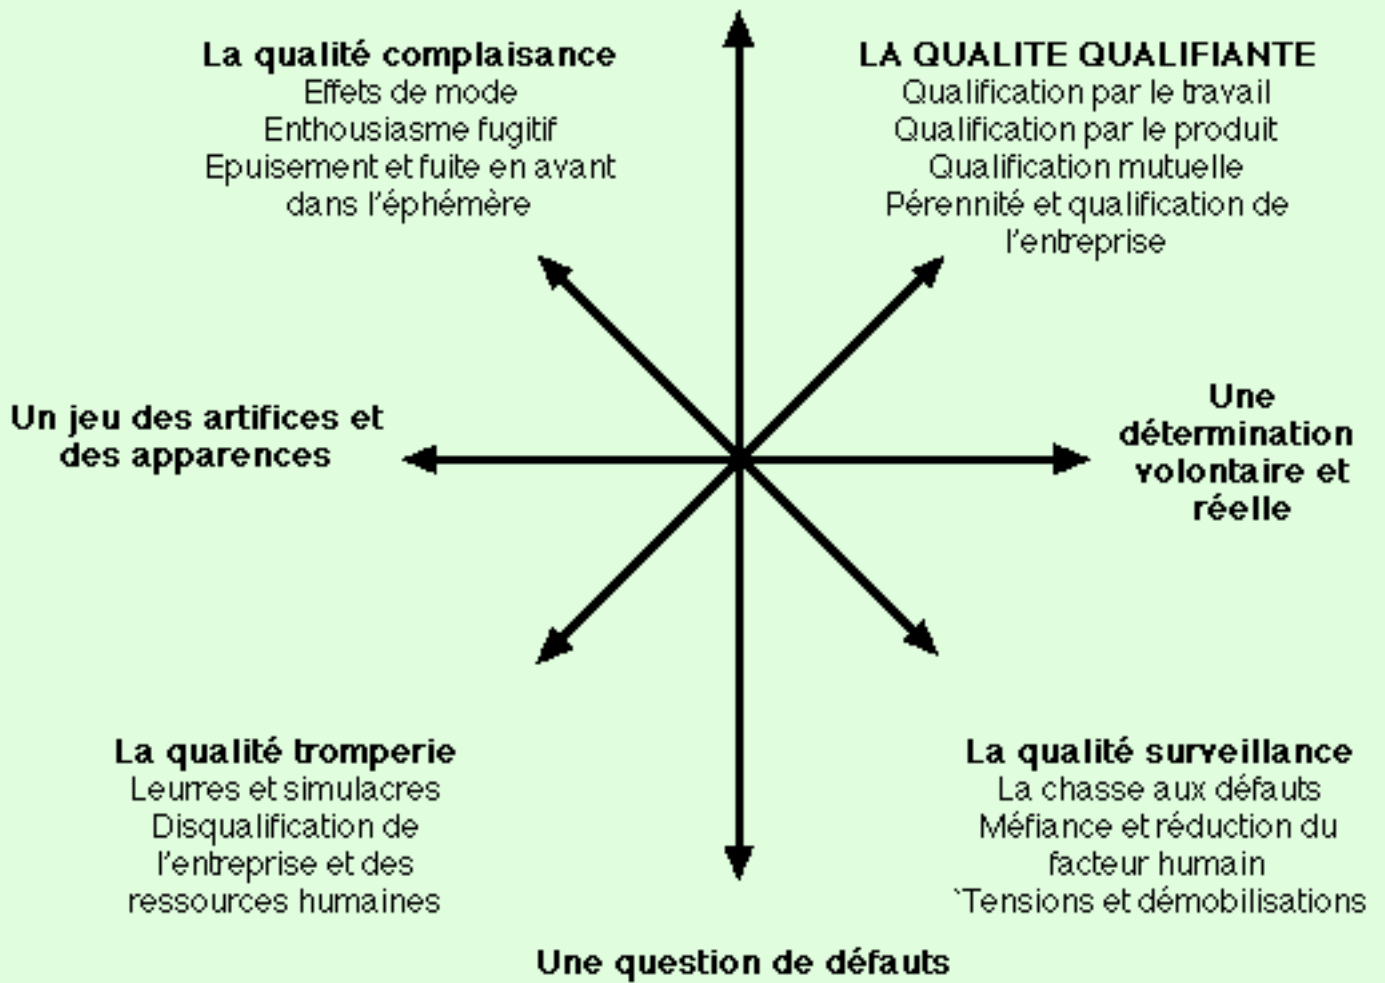 La qualité complaisance
Effets de mode
Enthousiasme fugitif
Epuisement et fuite en avant
dans l'éphémère
LA QUALITE QUALIFIANTE
Qualification par le travail
Qualification par le produit
Qualification mutuelle
Pérennité et qualification de
l'entreprise
Un jeu des artifices et
des apparences
Une
détermination
volontaire et
réelle
La qualité tromperie
Leurres et simulacres
Disqualification de
l'entreprise et des
ressources humaines
La qualité surveillance
La chasse aux défauts
Méfiance et réduction du
facteur humain
`Tensions et démobilisations
Une question de défauts